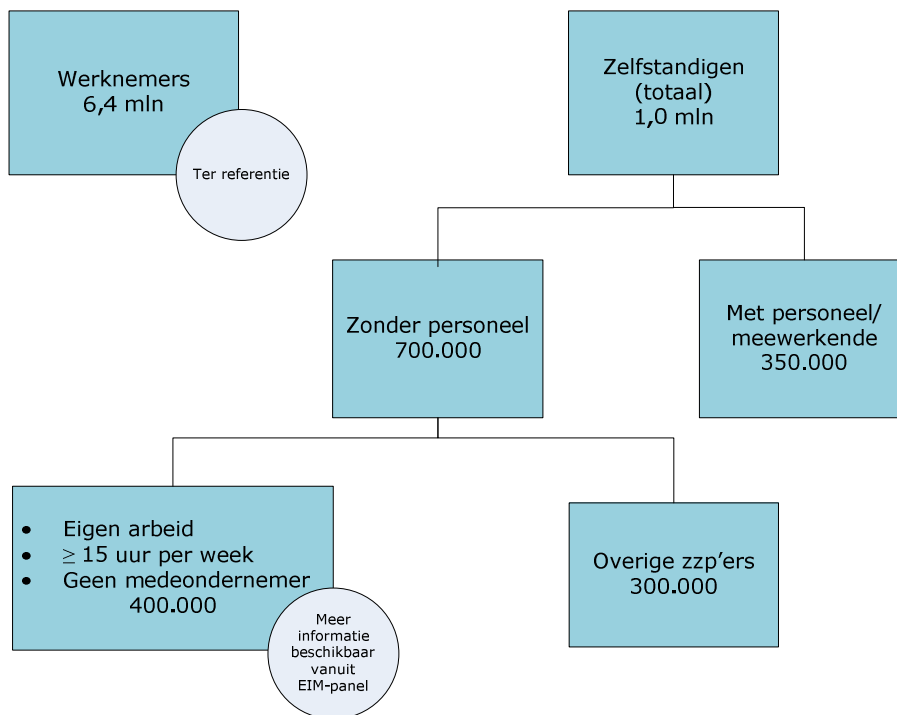 Werknemers
6,4 mln
Ter referentie
Zelfstandigen
(totaal)
1,0 mln
Zonder personeel
700.000
Met personeel/
meewerkende
350.000
• Eigen arbeid
• ≥ 15 uur per week
• Geen medeondernemer
400.000
Meer
informatie
beschikbaar
vanuit
EIM-panel
Overige zzp’ers
300.000